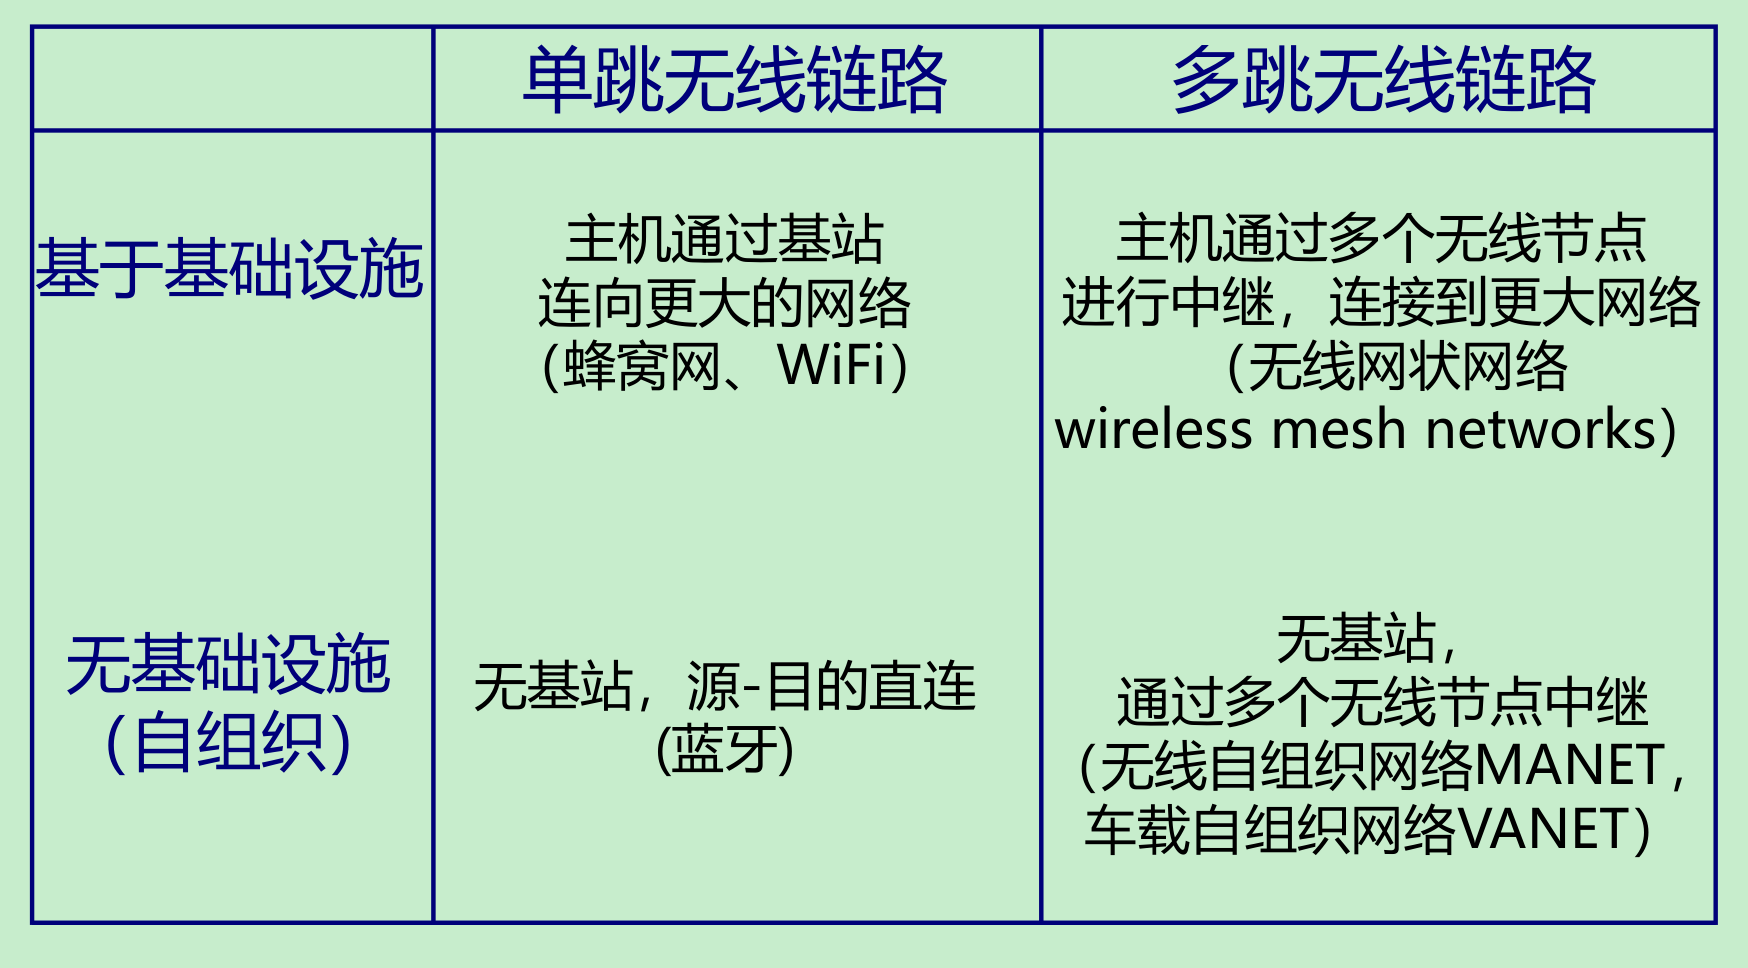 单跳无线链路
多跳无线链路
基于基础设施
主机通过基站
连向更大的网络
（蜂窝网、WiFi）
主机通过多个无线节点
进行中继，连接到更大网络
（无线网状网络
wireless mesh networks）
无基础设施
（自组织）
无基站，源-目的直连
(蓝牙)
无基站，
通过多个无线节点中继
（无线自组织网络MANET，
车载自组织网络VANET）